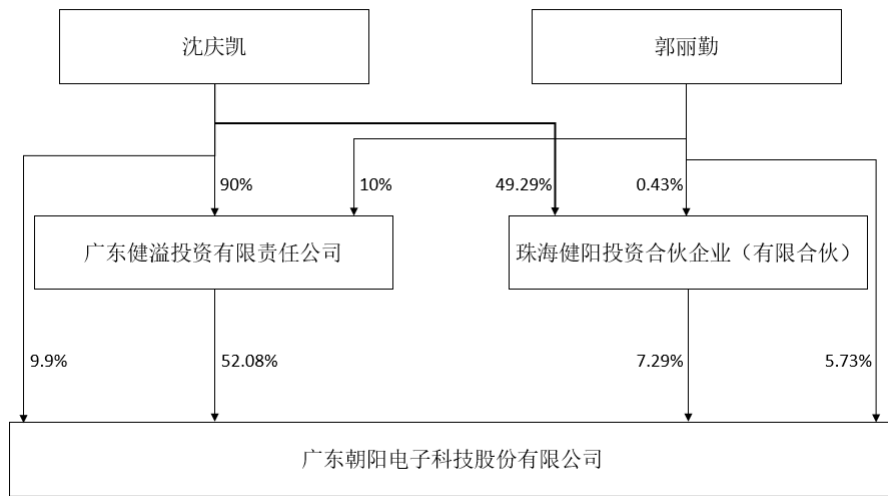 沈庆凯
郭丽勤
90%
10%
49.29%
0.43%
广东健溢投资有限责任公司
珠海健阳投资合伙企业（有限合伙）
9.9%
52.08%
7.29%
5.73%
广东朝阳电子科技股份有限公司